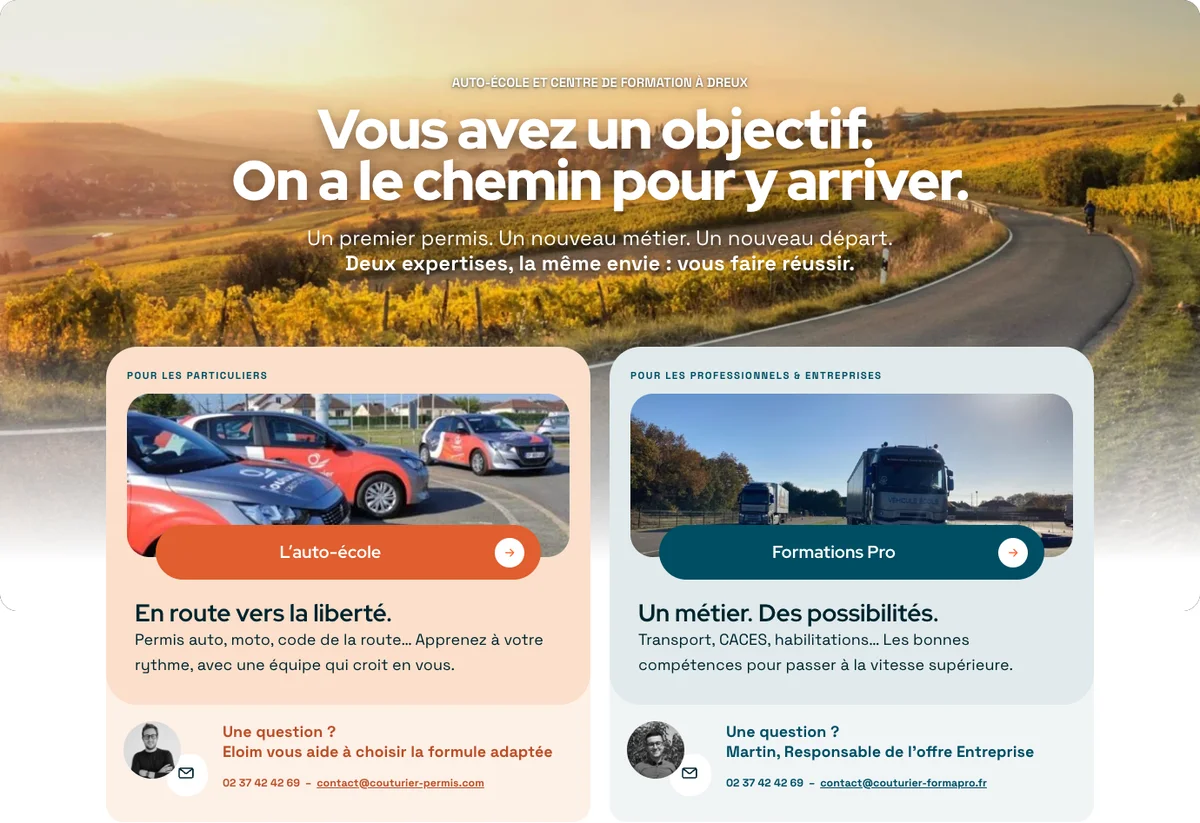 AUTO-ÉCOLE ET CENTRE DE FORMATION À DREUX
Vous avez un objectif.
On a le chemin pour y arriver.
Un premier permis. Un nouveau métier. Un nouveau départ.
Deux expertises, la même envie : vous faire réussir.
POUR LES PARTICULIERS
L'auto-école
En route vers la liberté.
Permis auto, moto, code de la route... Apprenez à votre
rythme, avec une équipe qui croit en vous.
Une question ?
Eloim vous aide à choisir la formule adaptée
02 37 42 42 69 – contact@couturier-permis.com
POUR LES PROFESSIONNELS & ENTREPRISES
Formations Pro
Un métier. Des possibilités.
Transport, CACES, habilitations... Les bonnes
compétences pour passer à la vitesse supérieure.
Une question ?
Martin, Responsable de l'offre Entreprise
02 37 42 42 69 – contact@couturier-formapro.fr